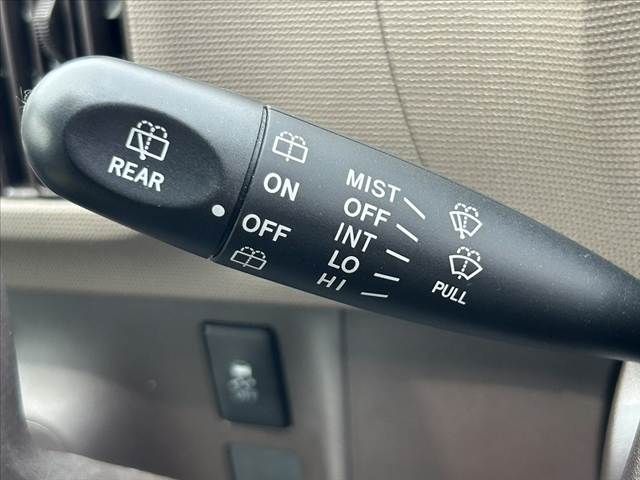 REAR
ON
OFF
MIST
OFF
INT
LO
HI
PULL